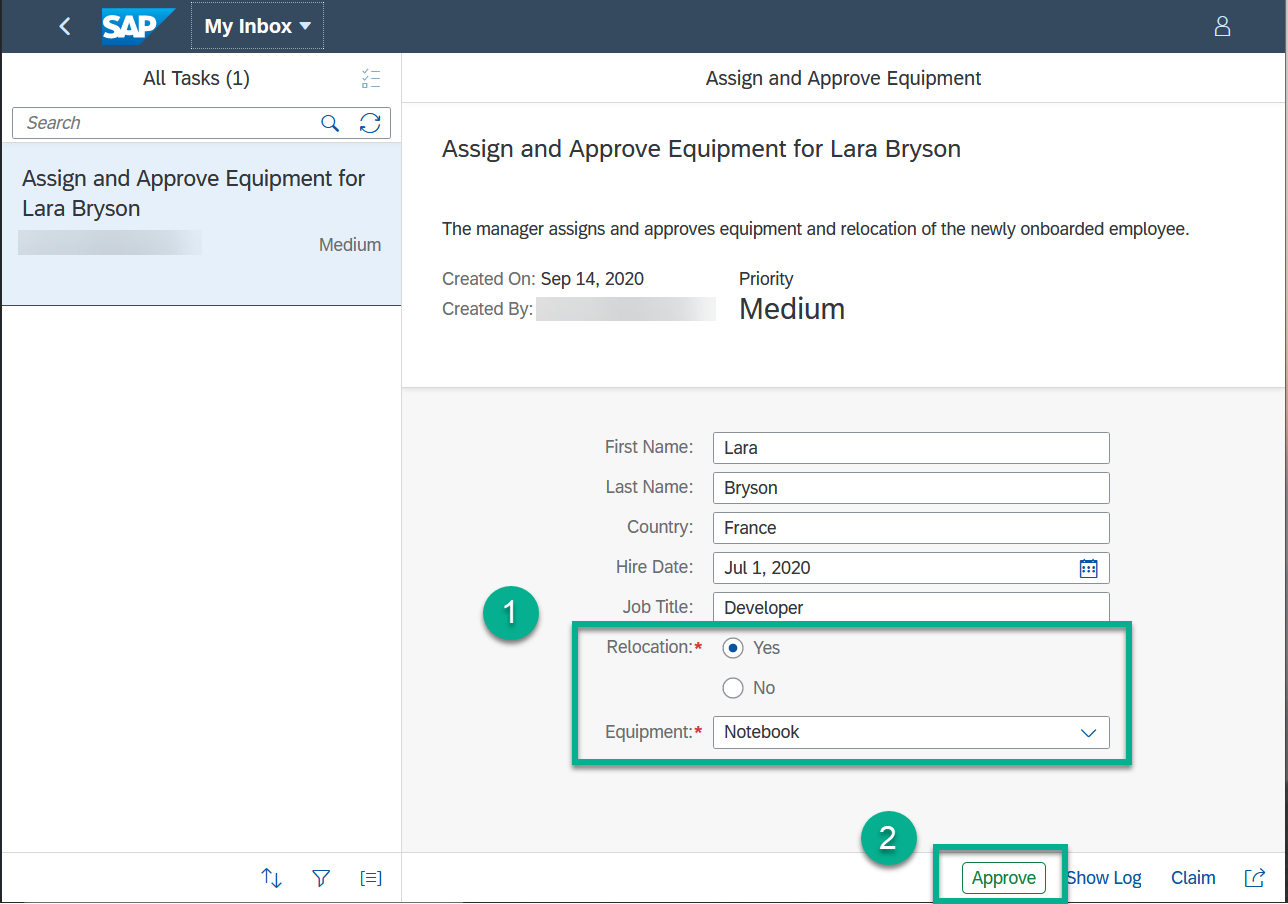 SAP My Inbox
All Tasks (1)
Search
Assign and Approve Equipment for
Lara Bryson
Medium
Assign and Approve Equipment
Assign and Approve Equipment for Lara Bryson
The manager assigns and approves equipment and relocation of the newly onboarded employee.
Created On: Sep 14, 2020
Created By:
Priority
Medium
First Name: Lara
Last Name: Bryson
Country: France
Hire Date: Jul 1, 2020
Job Title: Developer
1
Relocation:* Yes
No
Equipment:* Notebook
2
Approve Show Log Claim